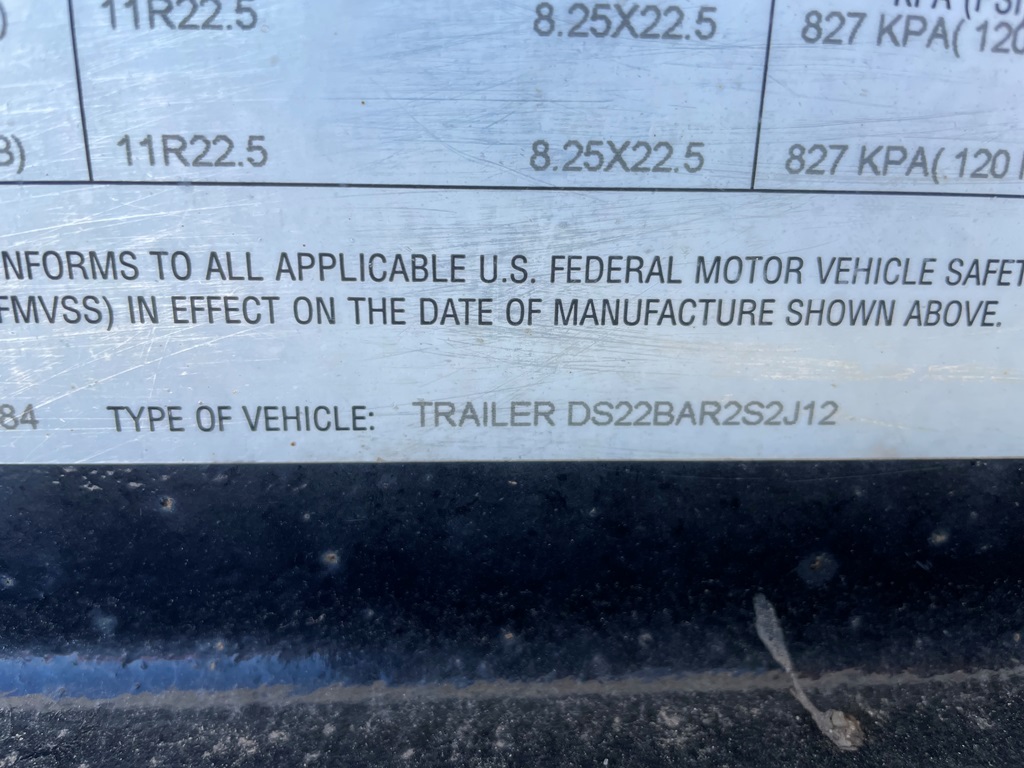 KPA (PSI
11R22.5 8.25X22.5 827 KPA( 120
B) 11R22.5 8.25X22.5 827 KPA( 120
NFORMS TO ALL APPLICABLE U.S. FEDERAL MOTOR VEHICLE SAFET
FMVSS) IN EFFECT ON THE DATE OF MANUFACTURE SHOWN ABOVE.
84 TYPE OF VEHICLE: TRAILER DS22BAR2S2J12